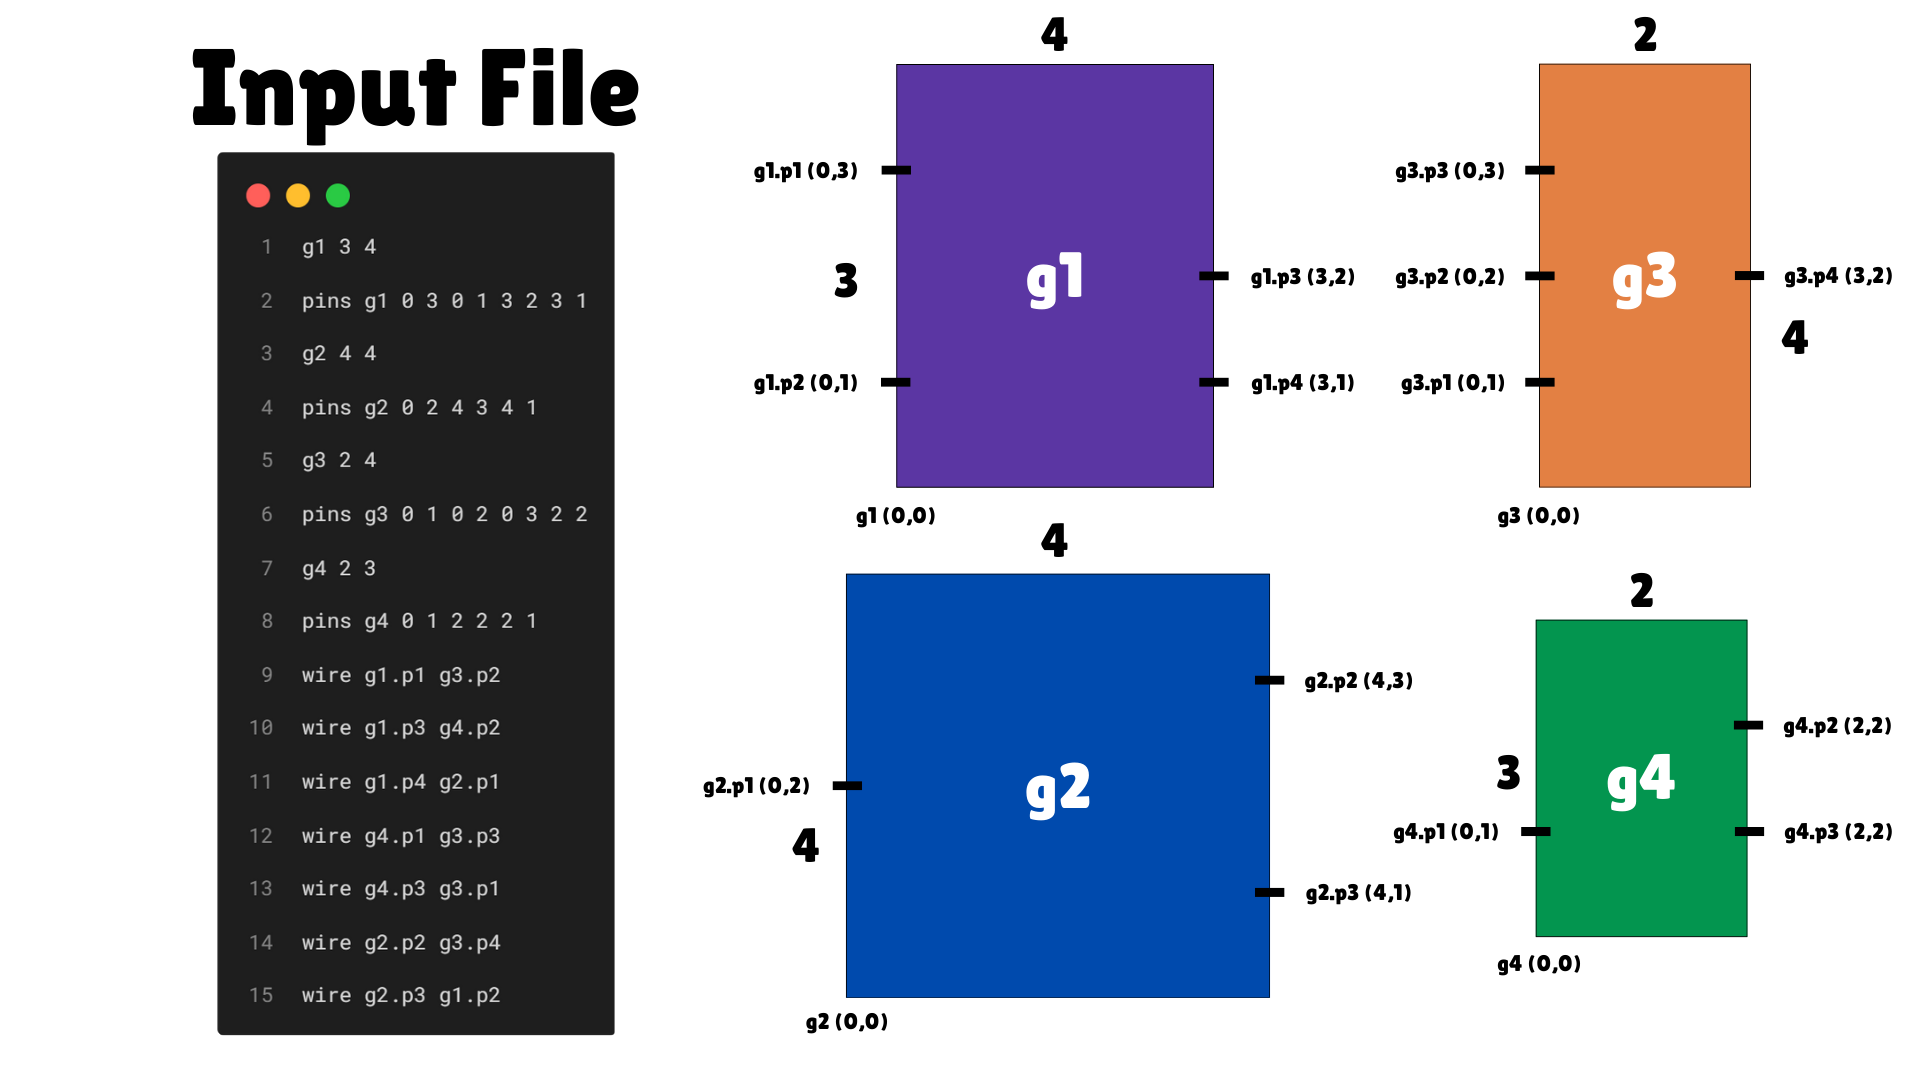 Input File
1 g1 3 4
2 pins g1 0 3 0 1 3 2 3 1
3 g2 4 4
4 pins g2 0 2 4 3 4 1
5 g3 2 4
6 pins g3 0 1 0 2 0 3 2 2
7 g4 2 3
8 pins g4 0 1 2 2 2 1
9 wire g1.p1 g3.p2
10 wire g1.p3 g4.p2
11 wire g1.p4 g2.p1
12 wire g4.p1 g3.p3
13 wire g4.p3 g3.p1
14 wire g2.p2 g3.p4
15 wire g2.p3 g1.p2
4
g1.p1 (0,3)
g1
3
g1.p3 (3,2)
g1.p2 (0,1)
g1.p4 (3,1)
g1 (0,0)
2
g3.p3 (0,3)
g3.p2 (0,2)
g3
g3.p4 (3,2)
4
g3.p1 (0,1)
g3 (0,0)
4
g2.p2 (4,3)
g2.p1 (0,2)
g2
4
g2.p3 (4,1)
g2 (0,0)
2
g4.p2 (2,2)
3
g4
g4.p1 (0,1)
g4.p3 (2,2)
g4 (0,0)